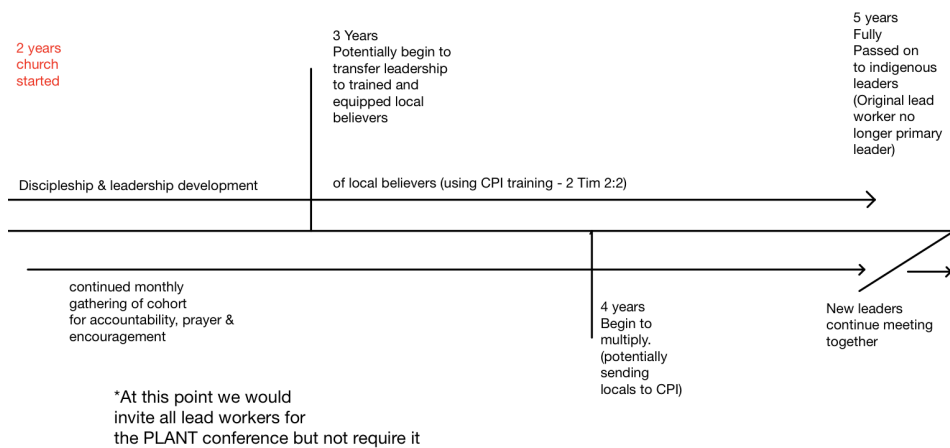 2 years
church
started
3 Years
Potentially begin to
transfer leadership
to trained and
equipped local
believers
5 years
Fully
Passed on
to indigenous
leaders
(Original lead
worker no
longer primary
leader)
Discipleship & leadership development
of local believers (using CPI training - 2 Tim 2:2)
continued monthly
gathering of cohort
for accountability, prayer &
encouragement
4 years
Begin to
multiply.
(potentially
sending
locals to CPI)
New leaders
continue meeting
together
*At this point we would
invite all lead workers for
the PLANT conference but not require it